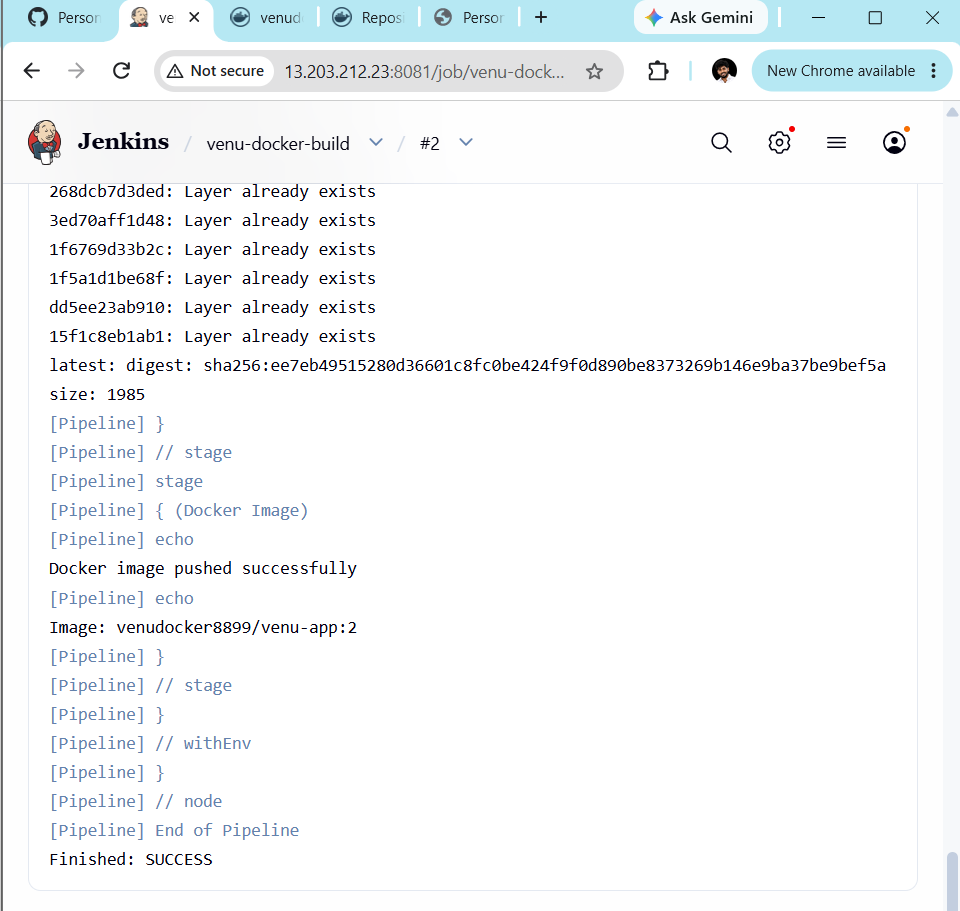 Person
ve
venud
Reposi
Person
Ask Gemini
Not secure
13.203.212.23:8081/job/venu-dock...
New Chrome available
Jenkins / venu-docker-build / #2
268dcb7d3ded: Layer already exists
3ed70aff1d48: Layer already exists
1f6769d33b2c: Layer already exists
1f5a1d1be68f: Layer already exists
dd5ee23ab910: Layer already exists
15f1c8eb1ab1: Layer already exists
latest: digest: sha256:ee7eb49515280d36601c8fc0be424f9f0d890be8373269b146e9ba37be9bef5a
size: 1985
[Pipeline] }
[Pipeline] // stage
[Pipeline] stage
[Pipeline] { (Docker Image)
[Pipeline] echo
Docker image pushed successfully
[Pipeline] echo
Image: venudocker8899/venu-app:2
[Pipeline] }
[Pipeline] // stage
[Pipeline] }
[Pipeline] // withEnv
[Pipeline] }
[Pipeline] // node
[Pipeline] End of Pipeline
Finished: SUCCESS